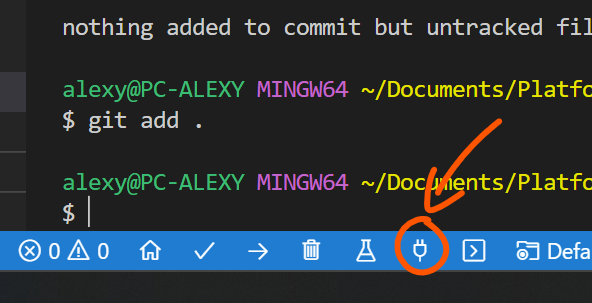 nothing added to commit but untracked fil
alexy@PC-ALEXY MINGW64 ~/Documents/Platfo
$ git add .
alexy@PC-ALEXY MINGW64 ~/Documents/Platfo
$
0 0 Defa